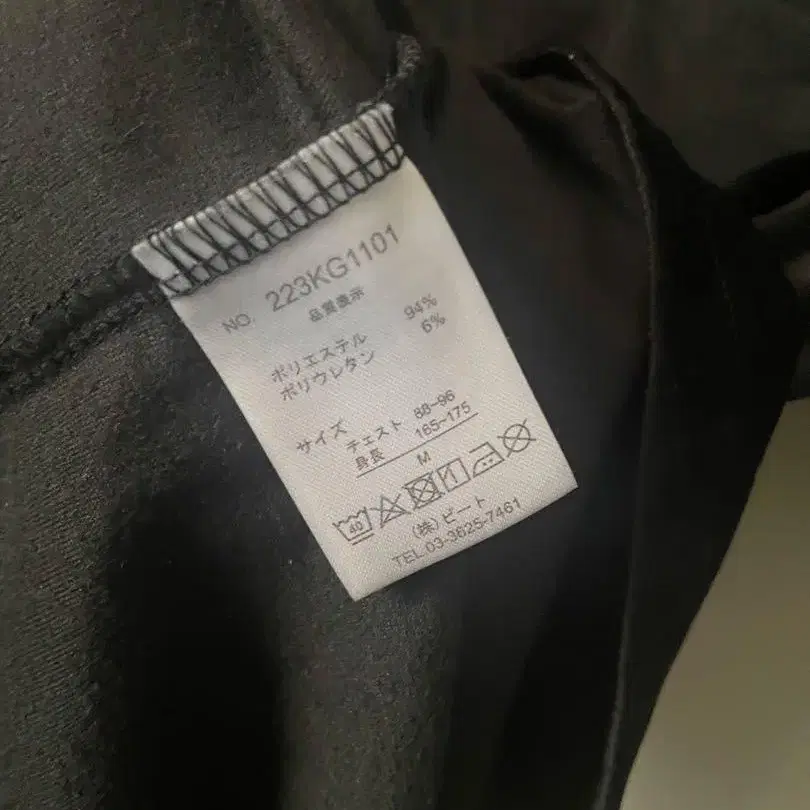 NO. 223KG1101
品質表示
ポリエステル 94%
ポリウレタン 6%
サイズ チェスト 88-96
身長 165-175
M
40
(株)ビート
TEL.03-3625-7461